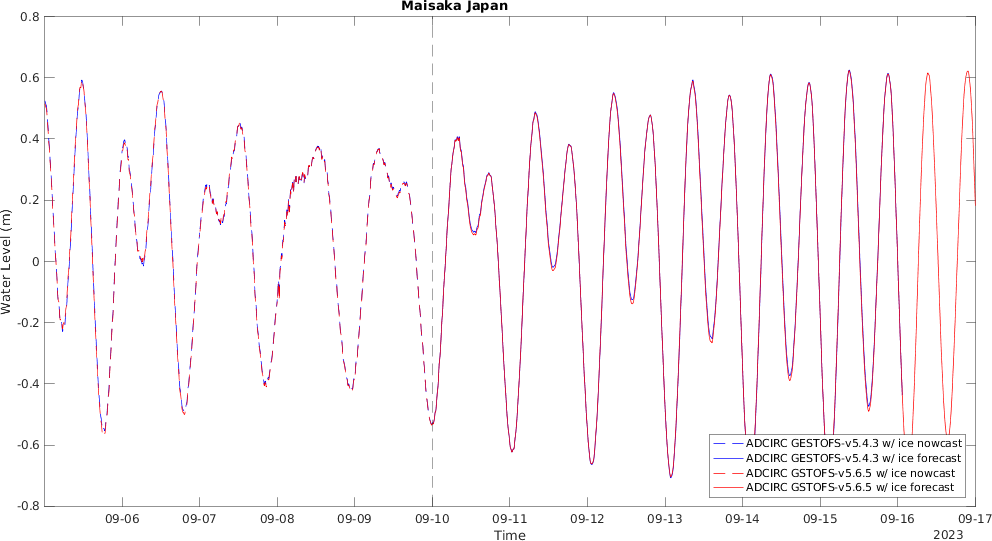 Maisaka Japan
0.8
0.6
0.4
0.2
0
-0.2
-0.4
-0.6
-0.8
Water Level (m)
ADCIRC GESTOFS-v5.4.3 w/ ice nowcast
ADCIRC GESTOFS-v5.4.3 w/ ice forecast
ADCIRC GSTOFS-v5.6.5 w/ ice nowcast
ADCIRC GSTOFS-v5.6.5 w/ ice forecast
09-06 09-07 09-08 09-09 09-10 09-11 09-12 09-13 09-14 09-15 09-16 09-17
Time
2023